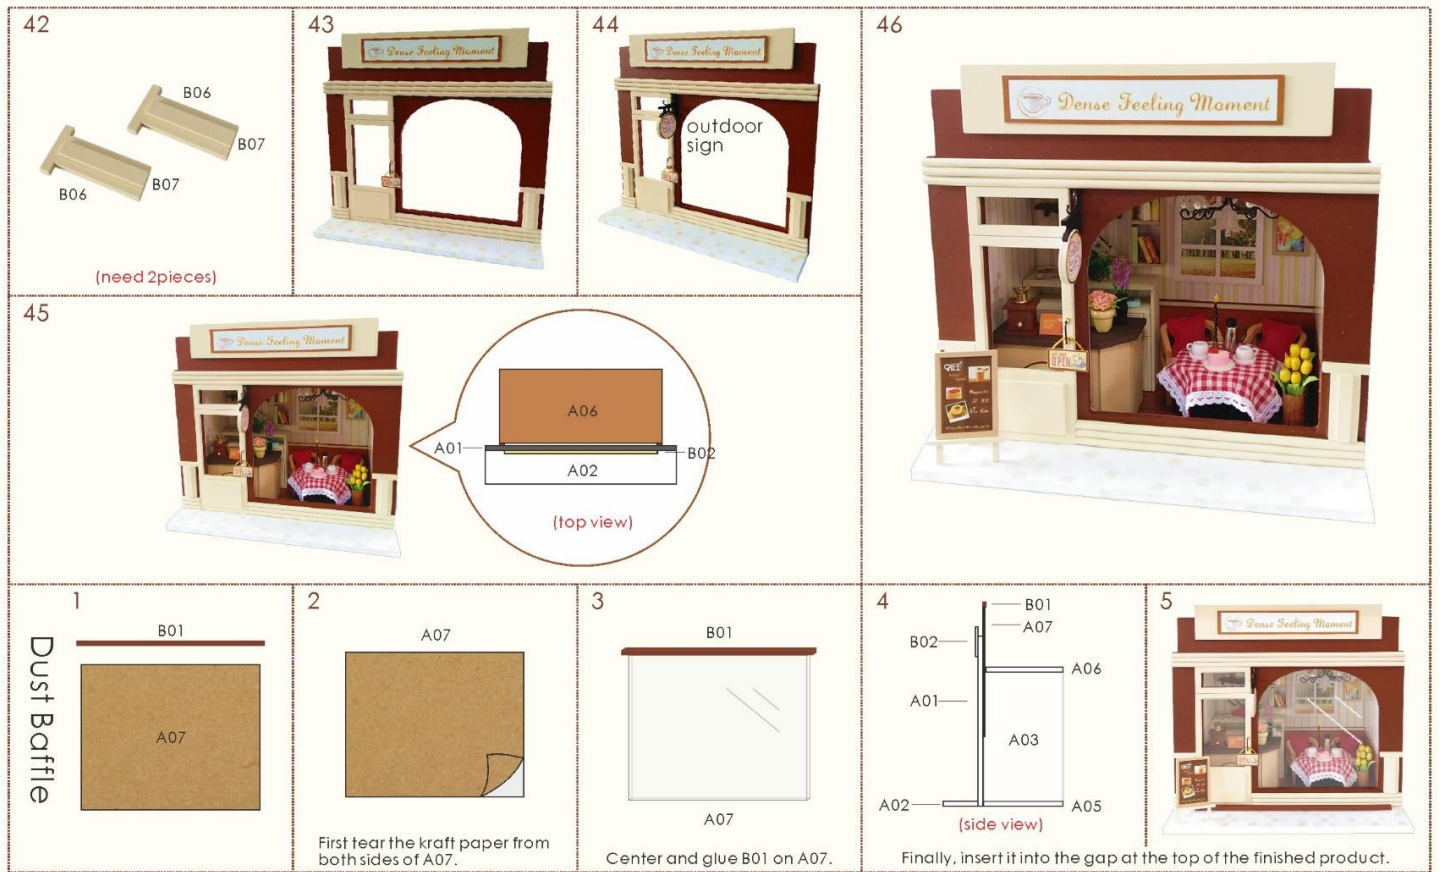 42
B06
B07
B06
B07
(need 2pieces)
43
Dense Feeling Moment
44
Dense Feeling Moment
outdoor
sign
45
Dense Feeling Moment
A06
A01
B02
A02
(top view)
46
Dense Feeling Moment
OPEN
CAFÉ
Dust Baffle
1
B01
A07
2
A07
First tear the kraft paper from
both sides of A07.
3
B01
A07
Center and glue B01 on A07.
4
B01
A07
B02
A06
A01
A03
A02
A05
(side view)
Finally, insert it into the gap at the top of the finished product.
5
Dense Feeling Moment